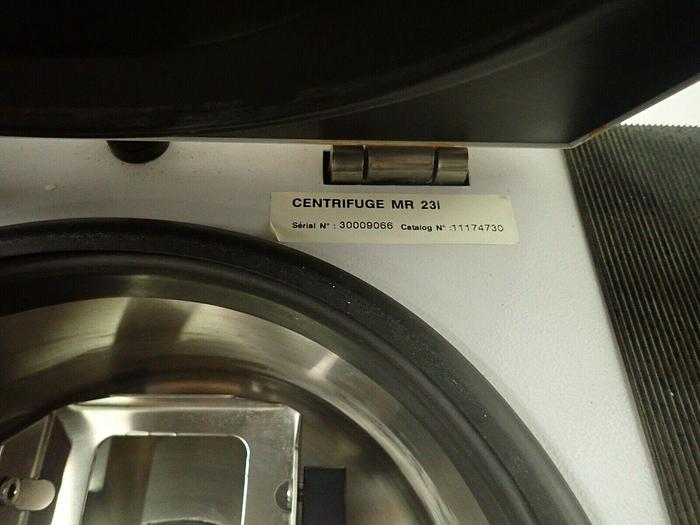 CENTRIFUGE MR 23i
Sérial N° : 30009066 Catalog N° :11174730